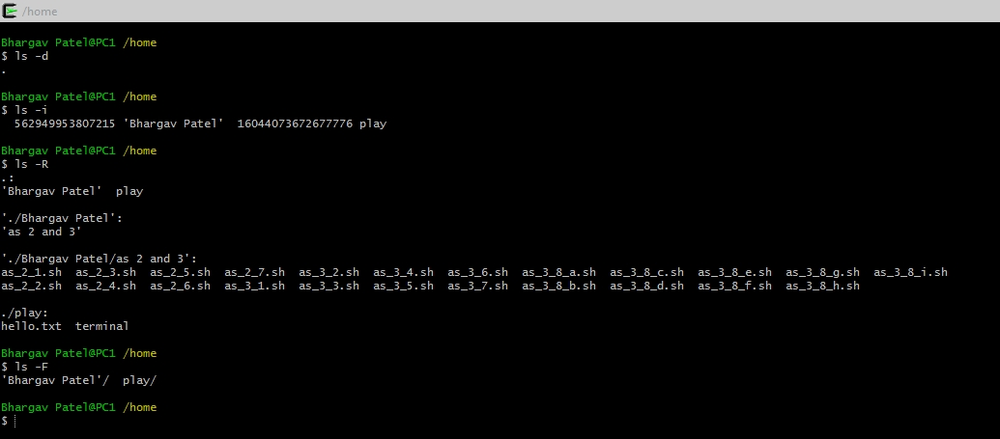 /home
Bhargav Patel@PC1 /home
$ ls -d
.
Bhargav Patel@PC1 /home
$ ls -i
562949953807215 'Bhargav Patel'  16044073672677776 play
Bhargav Patel@PC1 /home
$ ls -R
.:
'Bhargav Patel'  play
'./Bhargav Patel':
'as 2 and 3'
'./Bhargav Patel/as 2 and 3':
as_2_1.sh  as_2_3.sh  as_2_5.sh  as_2_7.sh  as_3_2.sh  as_3_4.sh  as_3_6.sh  as_3_8_a.sh  as_3_8_c.sh  as_3_8_e.sh  as_3_8_g.sh  as_3_8_i.sh
as_2_2.sh  as_2_4.sh  as_2_6.sh  as_3_1.sh  as_3_3.sh  as_3_5.sh  as_3_7.sh  as_3_8_b.sh  as_3_8_d.sh  as_3_8_f.sh  as_3_8_h.sh
./play:
hello.txt  terminal
Bhargav Patel@PC1 /home
$ ls -F
'Bhargav Patel'/  play/
Bhargav Patel@PC1 /home
$